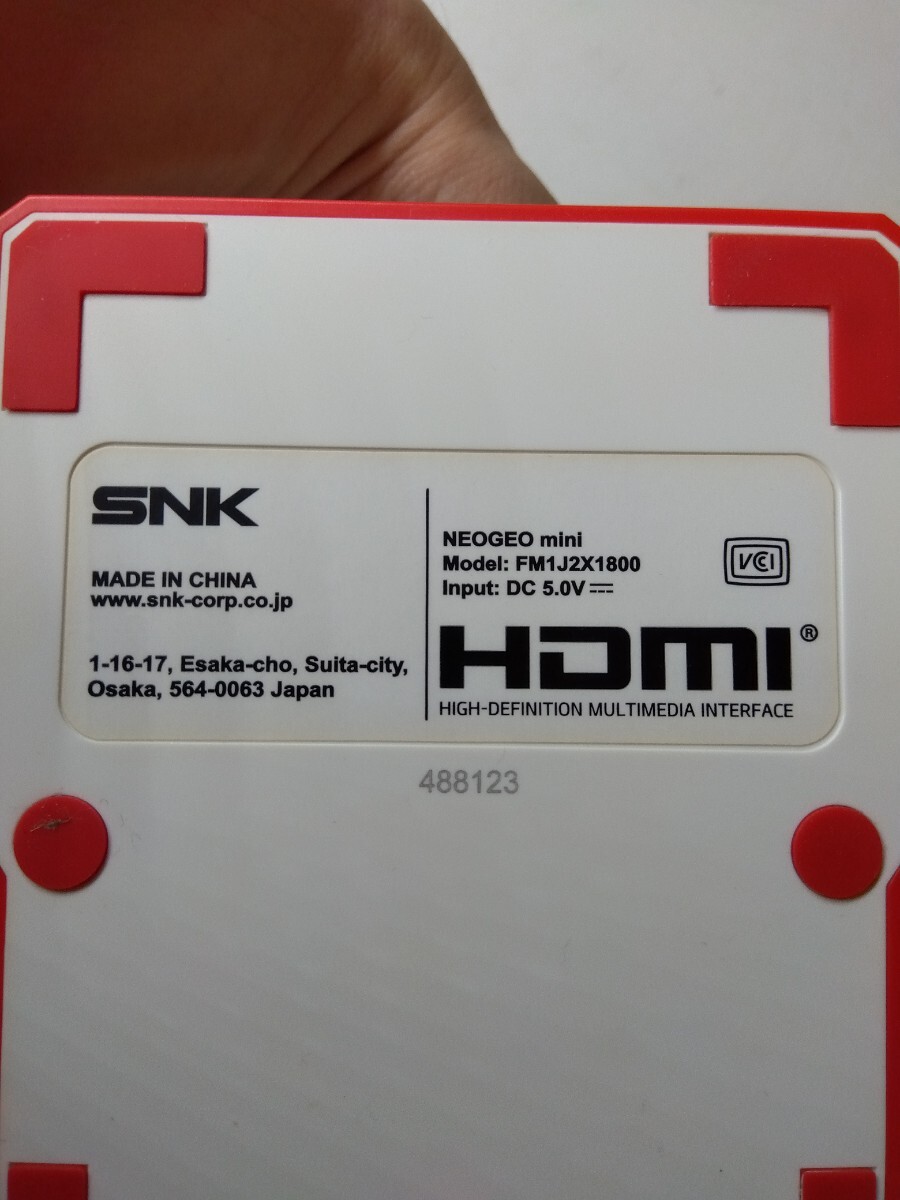 SNK
MADE IN CHINA
www.snk-corp.co.jp
1-16-17, Esaka-cho, Suita-city,
Osaka, 564-0063 Japan
NEOGEO mini
Model: FM1J2X1800
Input: DC 5.0V ⎓
VCCI
HDMI®
HIGH-DEFINITION MULTIMEDIA INTERFACE
488123